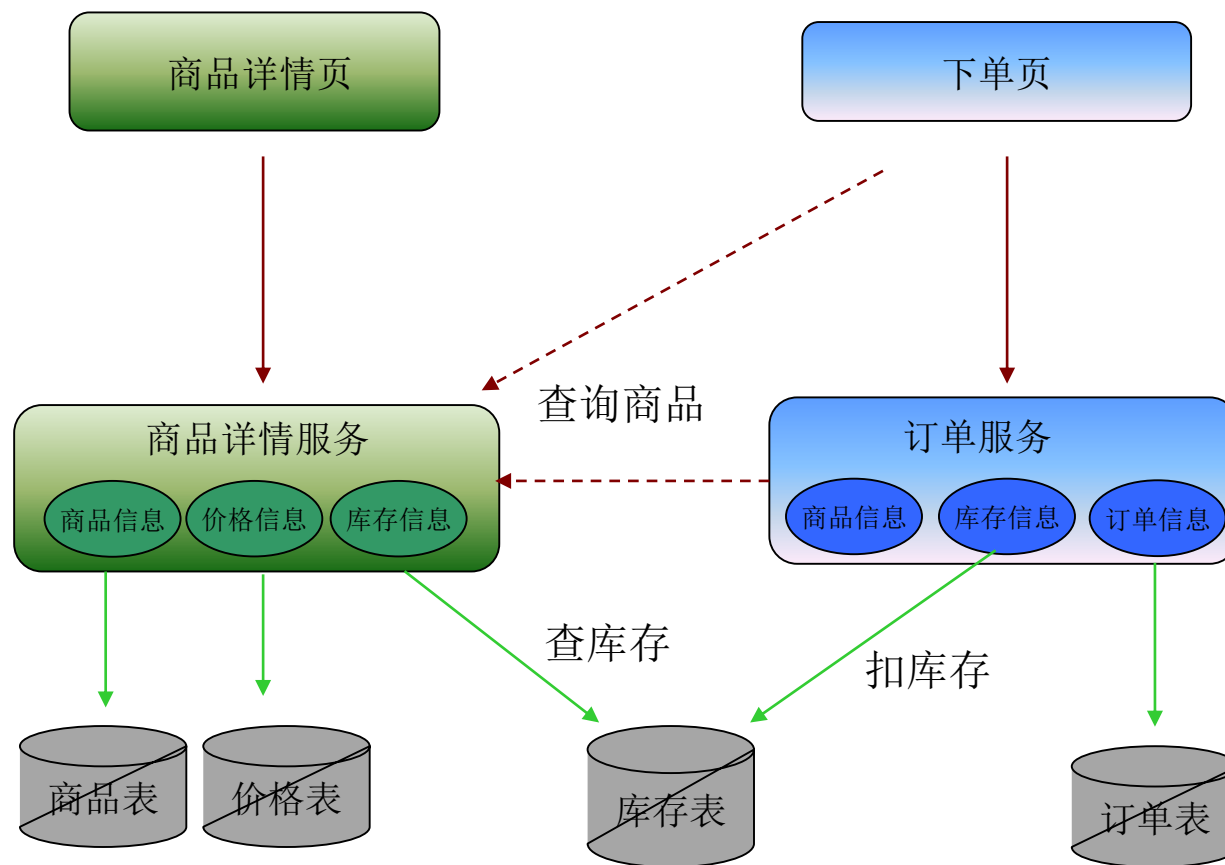 商品详情页
下单页
查询商品
商品详情服务
订单服务
商品信息
价格信息
库存信息
商品信息
库存信息
订单信息
查库存
扣库存
商品表
价格表
库存表
订单表